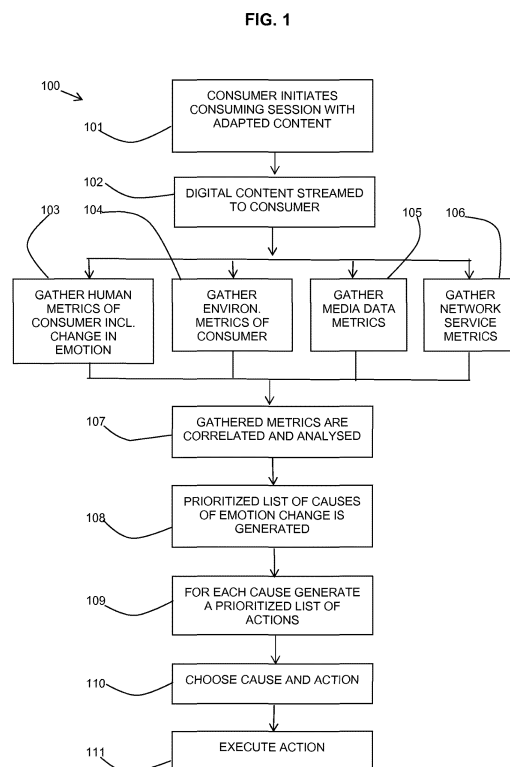 FIG. 1
100
CONSUMER INITIATES
CONSUMING SESSION WITH
ADAPTED CONTENT
101
102
DIGITAL CONTENT STREAMED
TO CONSUMER
103
104
105
106
GATHER HUMAN
METRICS OF
CONSUMER INCL.
CHANGE IN
EMOTION
GATHER
ENVIRON.
METRICS OF
CONSUMER
GATHER
MEDIA DATA
METRICS
GATHER
NETWORK
SERVICE
METRICS
107
GATHERED METRICS ARE
CORRELATED AND ANALYSED
108
PRIORITIZED LIST OF CAUSES
OF EMOTION CHANGE IS
GENERATED
109
FOR EACH CAUSE GENERATE
A PRIORITIZED LIST OF
ACTIONS
110
CHOOSE CAUSE AND ACTION
111
EXECUTE ACTION